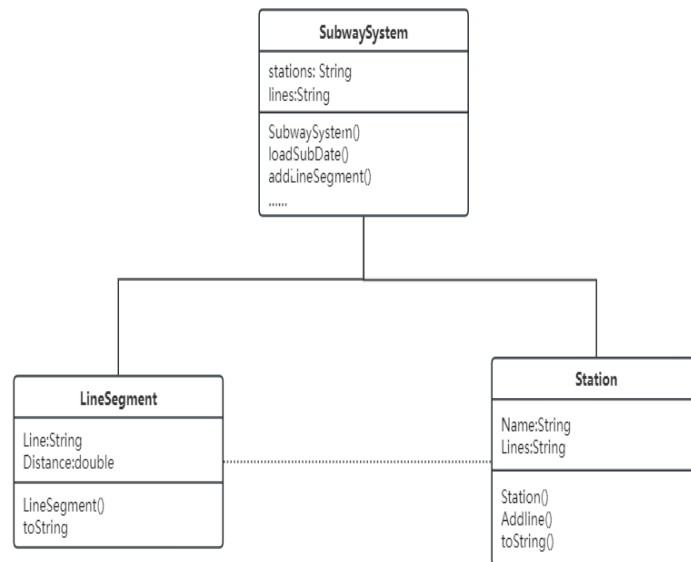 SubwaySystem
stations: String
lines:String
SubwaySystem()
loadSubDate()
addLineSegment()
......
LineSegment
Line:String
Distance:double
LineSegment()
toString
Station
Name:String
Lines:String
Station()
Addline()
toString()